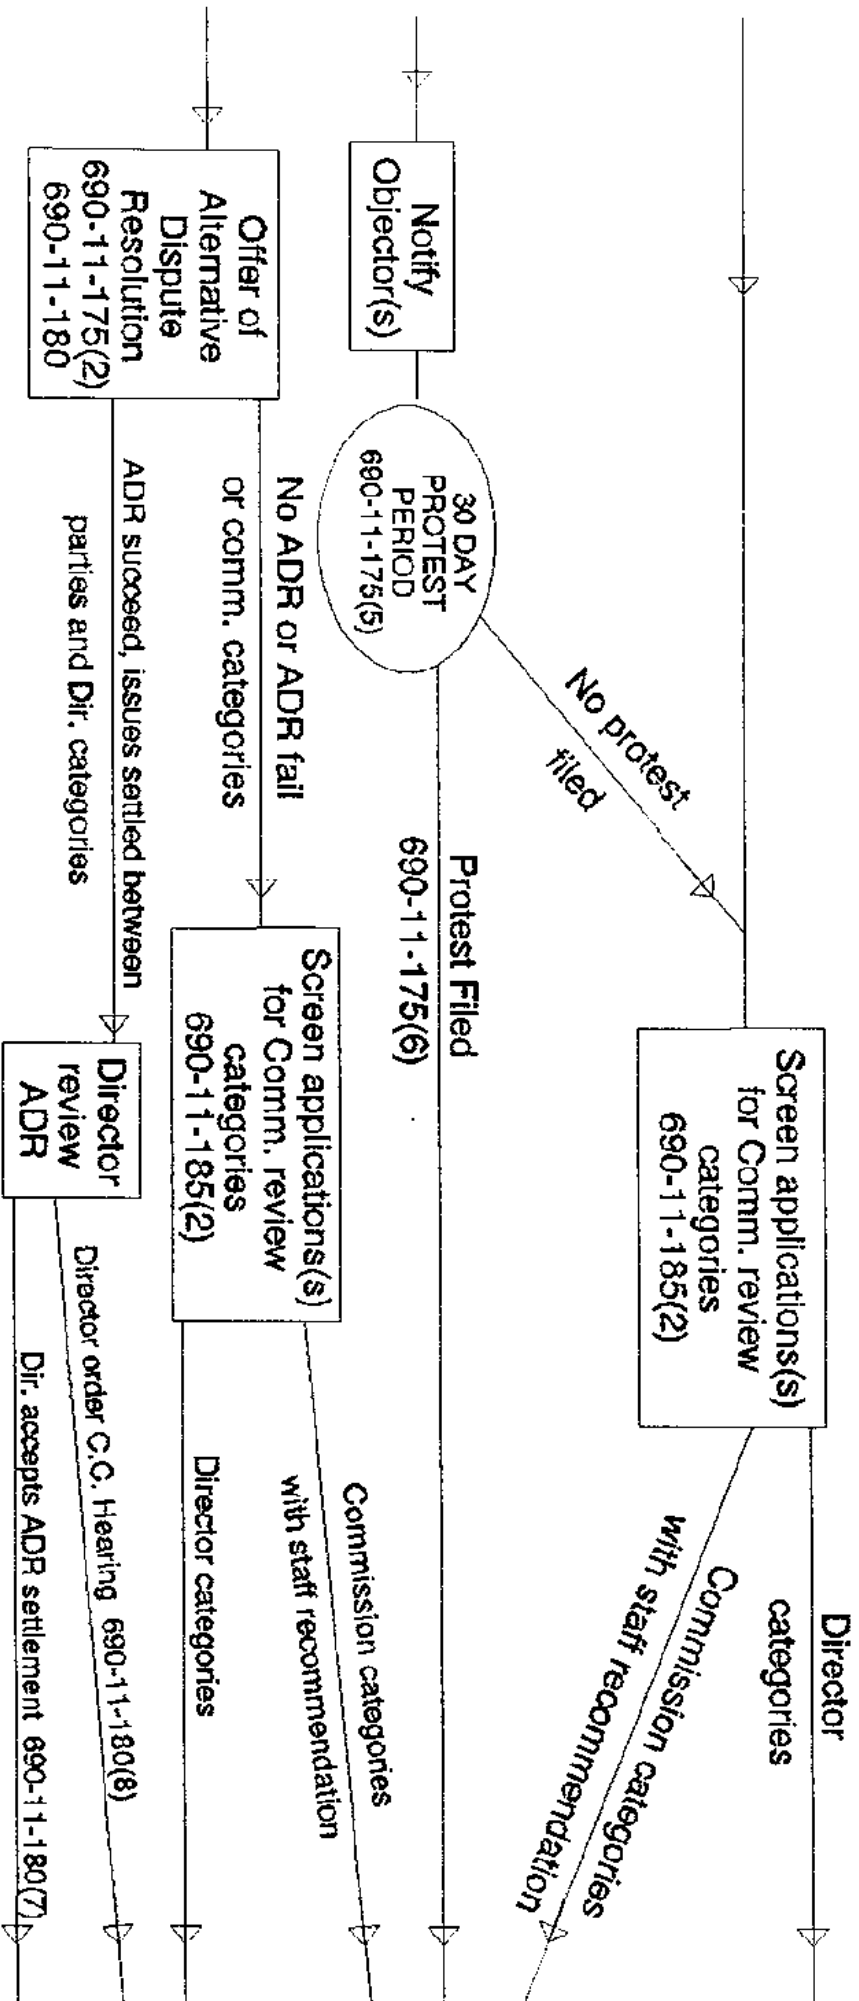 Director
categories
Screen applications(s)
for Comm. review
categories
690-11-185(2)
Commission categories
with staff recommendation
No protest
filed
Notify
Objector(s)
30 DAY
PROTEST
PERIOD
690-11-175(5)
Protest Filed
690-11-175(6)
Offer of
Alternative
Dispute
Resolution
690-11-175(2)
690-11-180
No ADR or ADR fail
or comm. categories
Screen applications(s)
for Comm. review
categories
690-11-185(2)
Commission categories
with staff recommendation
Director categories
ADR succeed, issues settled between
parties and Dir. categories
Director
review
ADR
Director order C.C. Hearing 690-11-180(8)
Dir. accepts ADR settlement 690-11-180(7)